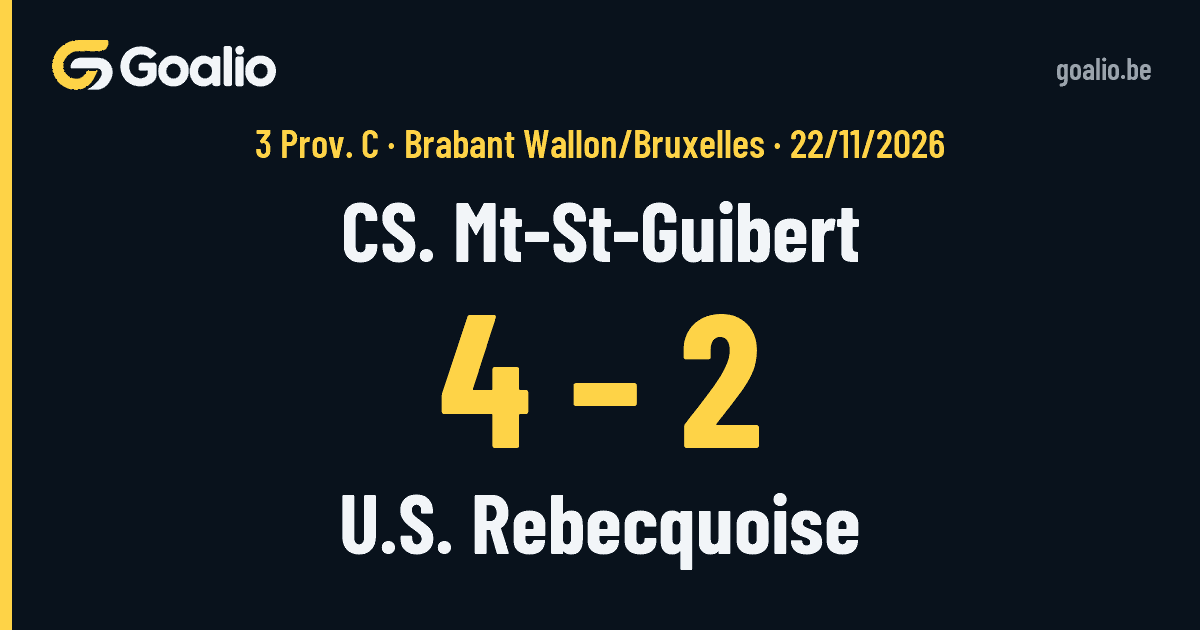 Goalio
goalio.be
3 Prov. C · Brabant Wallon/Bruxelles · 22/11/2026
CS. Mt-St-Guibert
4 – 2
U.S. Rebecquoise